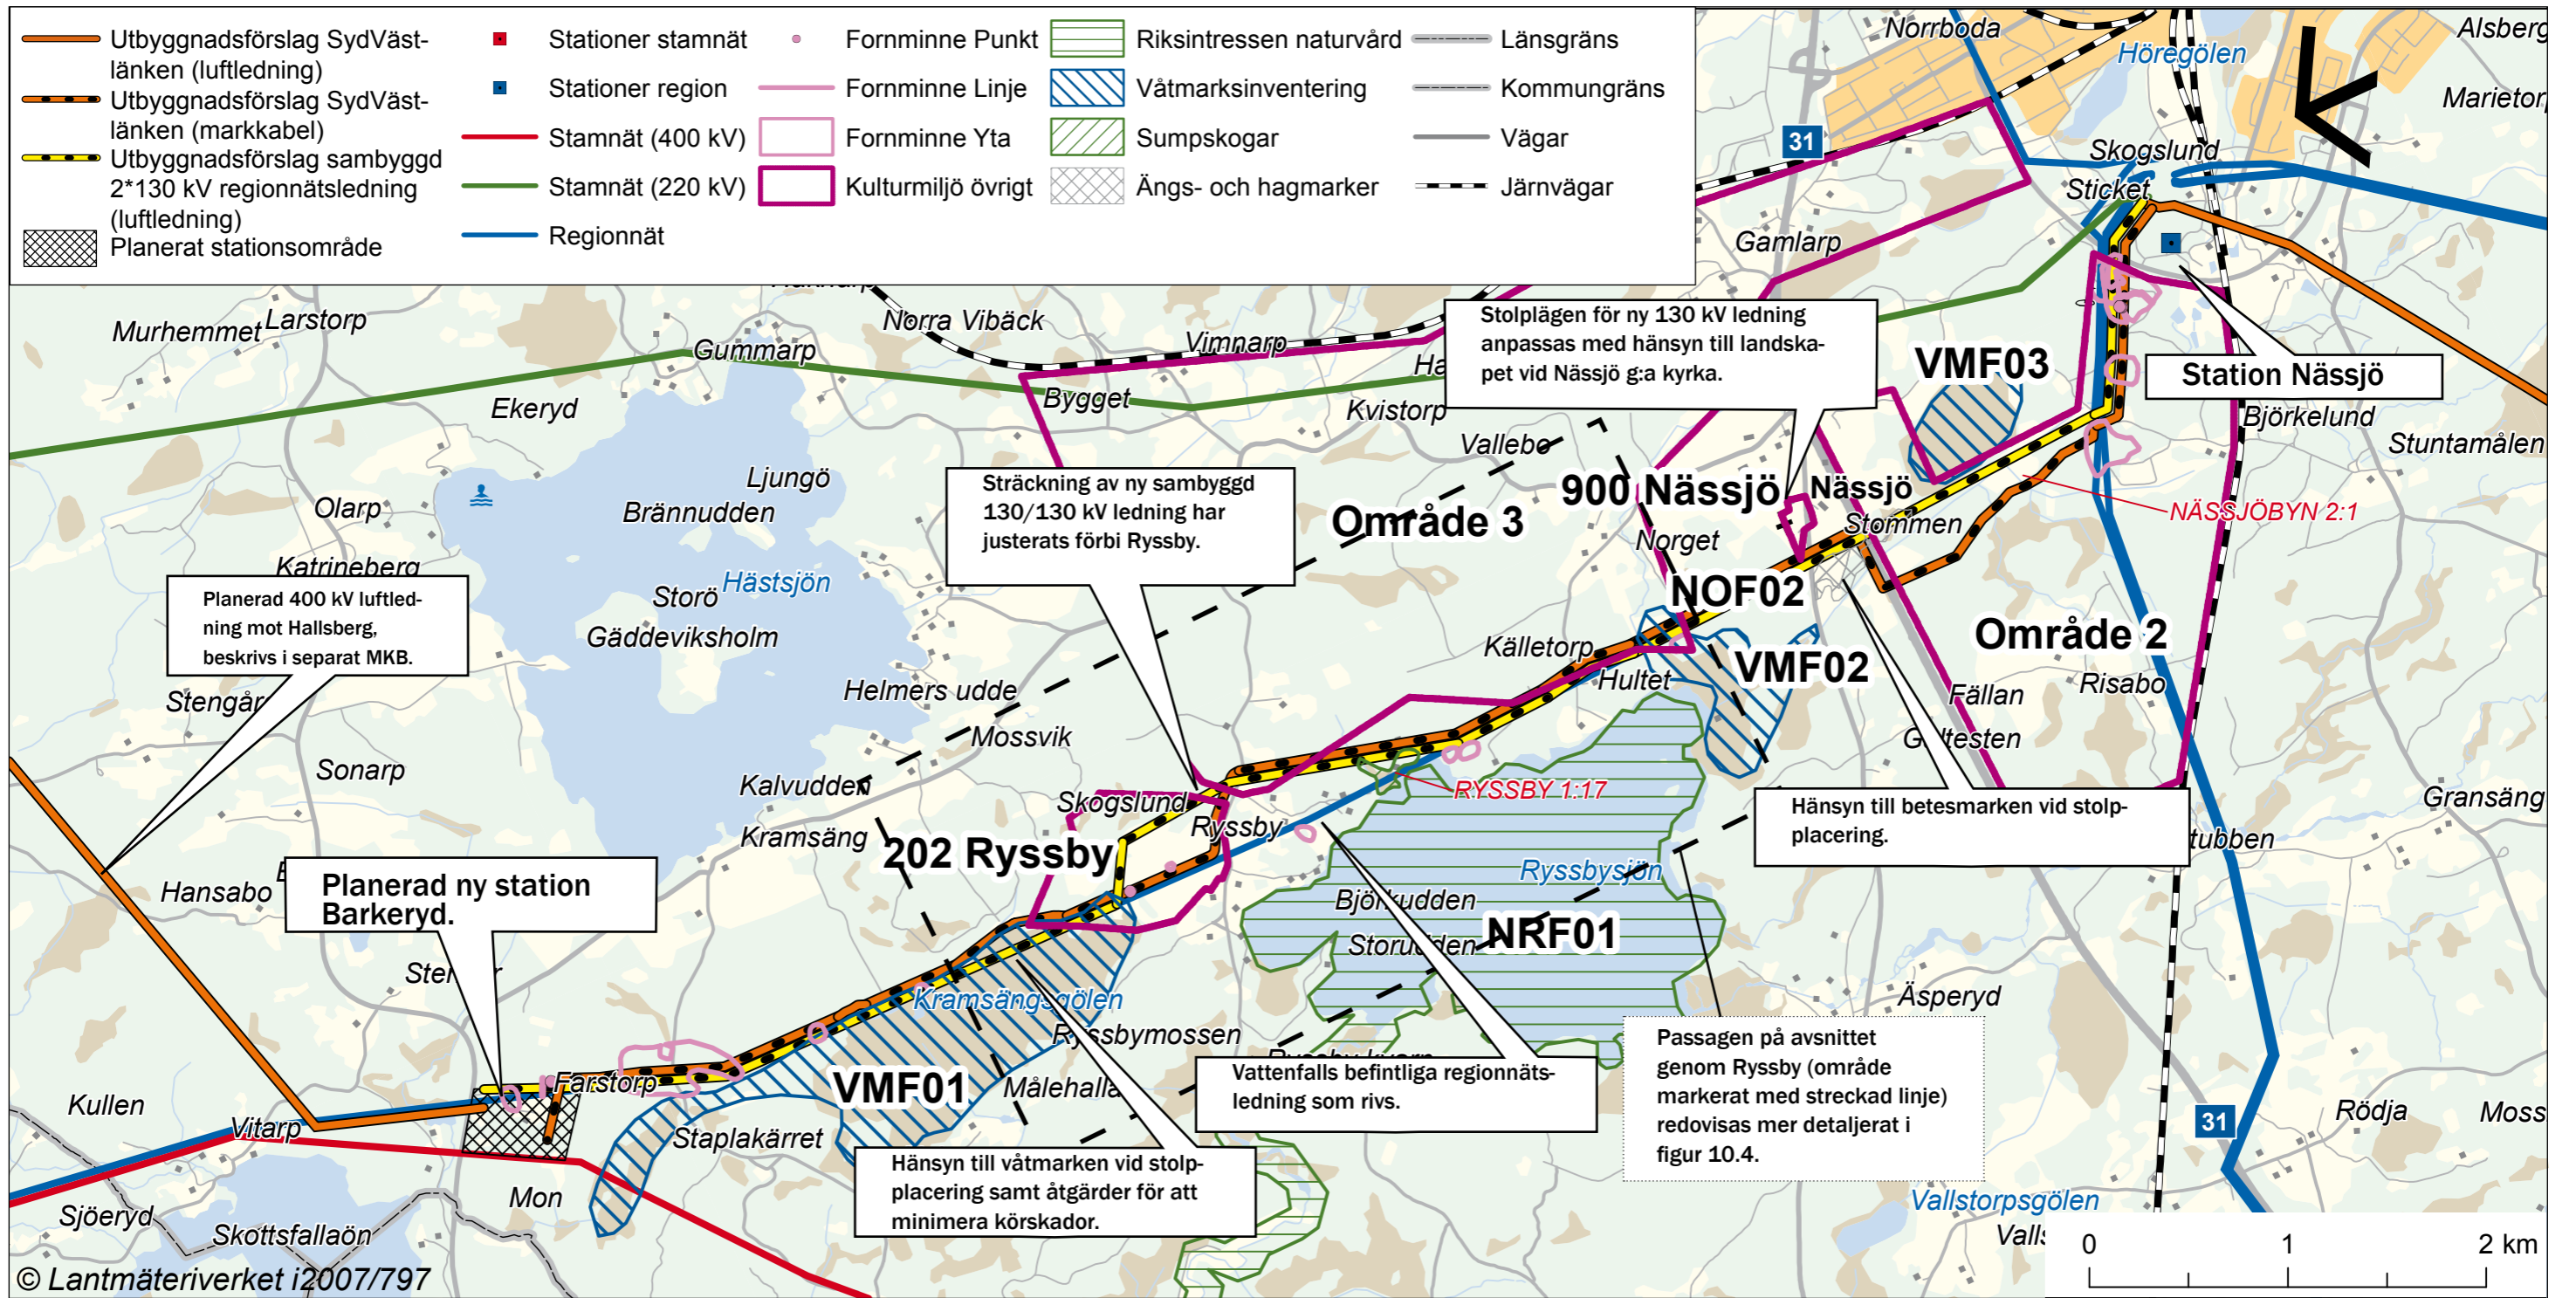 Utbyggnadsförslag SydVäst-
länken (luftledning)
Utbyggnadsförslag SydVäst-
länken (markkabel)
Utbyggnadsförslag sambyggd
2*130 kV regionnätsledning
(luftledning)
Planerat stationsområde
Stationer stamnät
Stationer region
Stamnät (400 kV)
Stamnät (220 kV)
Regionnät
Fornminne Punkt
Fornminne Linje
Fornminne Yta
Kulturmiljö övrigt
Riksintressen naturvård
Våtmarksinventering
Sumpskogar
Ängs- och hagmarker
Länsgräns
Kommungräns
Vägar
Järnvägar
Norrboda
Höregölen
Alsberg
Marietorp
31
Skogslund
Sticket
Gamlarp
Murhemmet
Larstorp
Gummarp
Norra Vibäck
Vimnarp
Bygget
Ekeryd
Kvistorp
Vallebo
Stolplägen för ny 130 kV ledning
anpassas med hänsyn till landska-
pet vid Nässjö g:a kyrka.
VMF03
Station Nässjö
Björkelund
Stuntamålen
Ljungö
Brännudden
Olarp
Katrineberg
Storö
Hästsjön
Gäddeviksholm
Sträckning av ny sambyggd
130/130 kV ledning har
justerats förbi Ryssby.
Område 3
900 Nässjö
Nässjö
Stommen
NÄSSJÖBYN 2:1
Norget
NOF02
Planerad 400 kV luftled-
ning mot Hallsberg,
beskrivs i separat MKB.
Källetorp
Hultet
VMF02
Område 2
Risabo
Fällan
Galtesten
Helmers udde
Mossvik
Sonarp
Kalvudden
Kramsäng
Skogslund
Ryssby
RYSSBY 1:17
202 Ryssby
Hänsyn till betesmarken vid stolp-
placering.
Gransäng
Hansabo
Planerad ny station
Barkeryd.
Ryssbysjön
Björkudden
Storudden
NRF01
Äsperyd
Kramsängsgölen
Ryssbymossen
Målehalla
VMF01
Vattenfalls befintliga regionnäts-
ledning som rivs.
Passagen på avsnittet
genom Ryssby (område
markerat med streckad linje)
redovisas mer detaljerat i
figur 10.4.
Farstorp
Kullen
Vitarp
Staplakärret
Mon
Sjöeryd
Skottsfallaön
Hänsyn till våtmarken vid stolp-
placering samt åtgärder för att
minimera körskador.
31
Rödja
Moss
Vallstorpsgölen
0 1 2 km
© Lantmäteriverket i2007/797